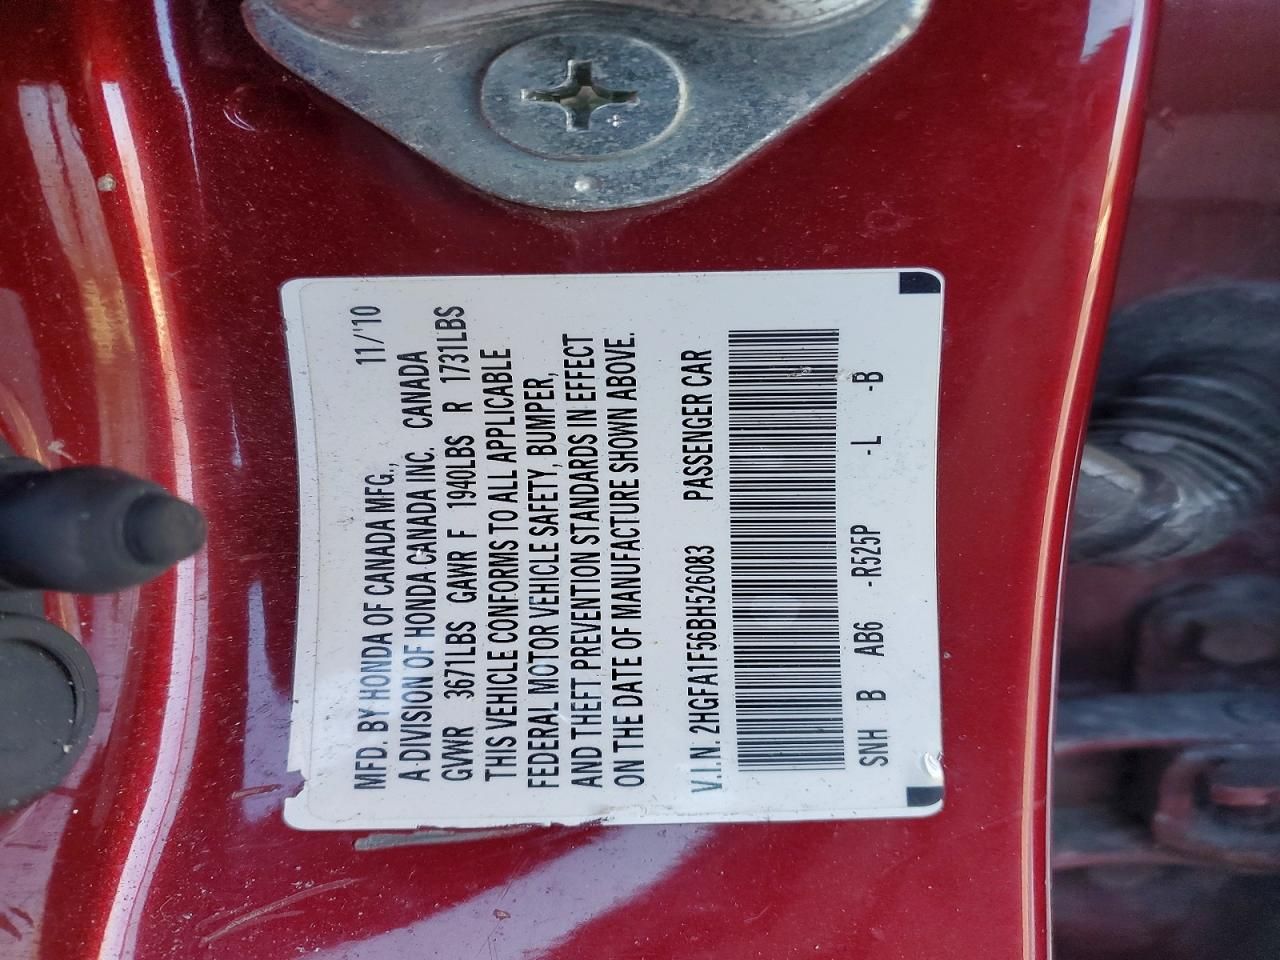 11/'10
MFD. BY HONDA OF CANADA MFG.,
A DIVISION OF HONDA CANADA INC. CANADA
GVWR 3671LBS GAWR F 1940LBS R 1731LBS
THIS VEHICLE CONFORMS TO ALL APPLICABLE
FEDERAL MOTOR VEHICLE SAFETY, BUMPER,
AND THEFT PREVENTION STANDARDS IN EFFECT
ON THE DATE OF MANUFACTURE SHOWN ABOVE.
V.I.N. 2HGFA1F56BH526083 PASSENGER CAR
SNH B AB6 -R525P -L -B